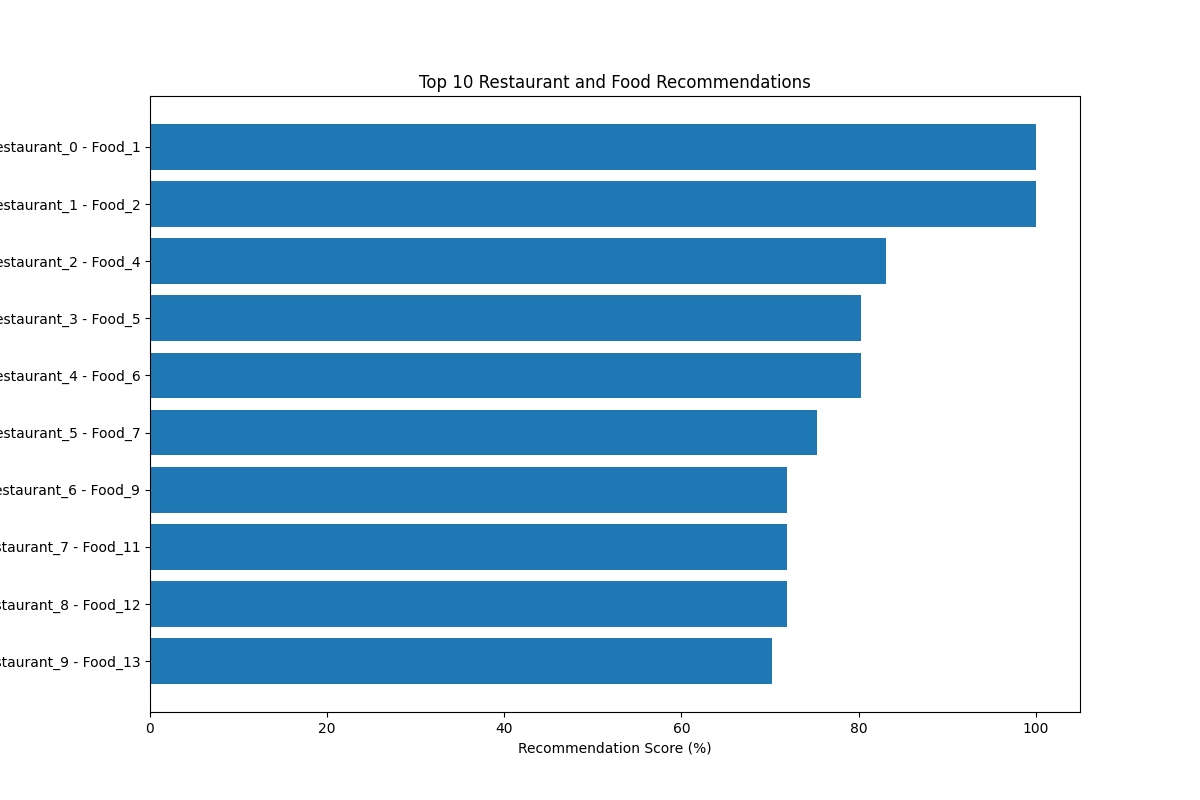 Top 10 Restaurant and Food Recommendations
estaurant_0 - Food_1
estaurant_1 - Food_2
estaurant_2 - Food_4
estaurant_3 - Food_5
estaurant_4 - Food_6
estaurant_5 - Food_7
estaurant_6 - Food_9
staurant_7 - Food_11
staurant_8 - Food_12
staurant_9 - Food_13
0 20 40 60 80 100
Recommendation Score (%)